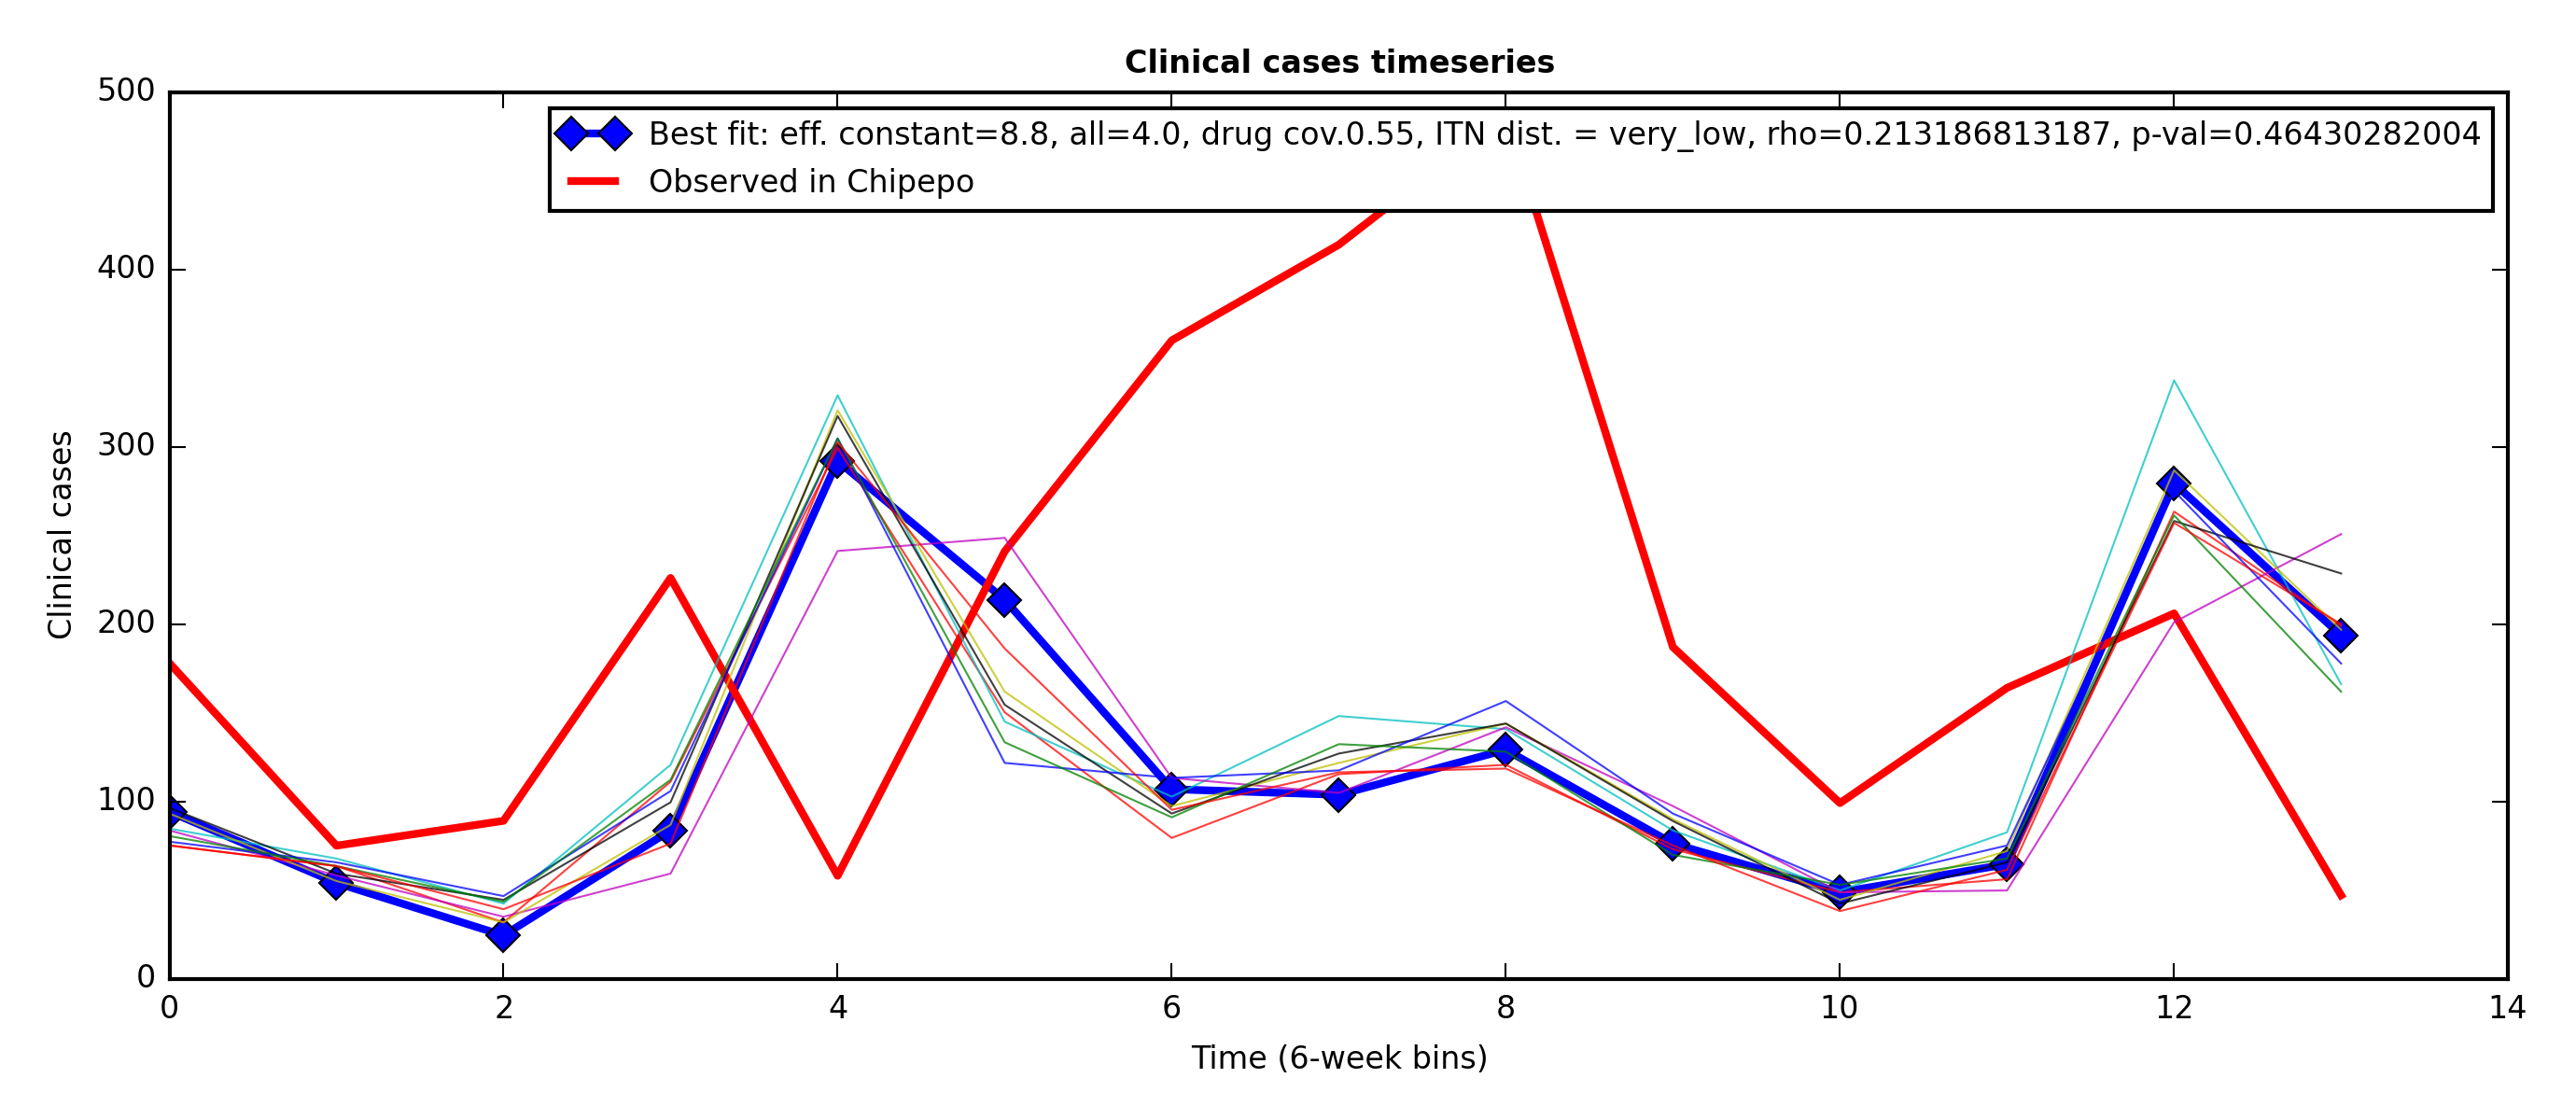 Clinical cases timeseries
Best fit: eff. constant=8.8, all=4.0, drug cov.0.55, ITN dist. = very_low, rho=0.213186813187, p-val=0.46430282004
Observed in Chipepo
Clinical cases
500
400
300
200
100
0
0 2 4 6 8 10 12 14
Time (6-week bins)